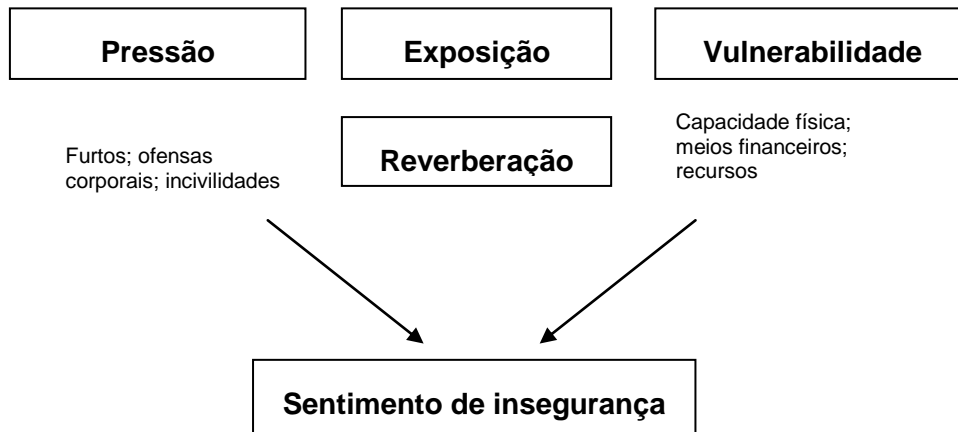 Pressão
Exposição
Vulnerabilidade
Furtos; ofensas
corporais; incivilidades
Reverberação
Capacidade física;
meios financeiros;
recursos
Sentimento de insegurança